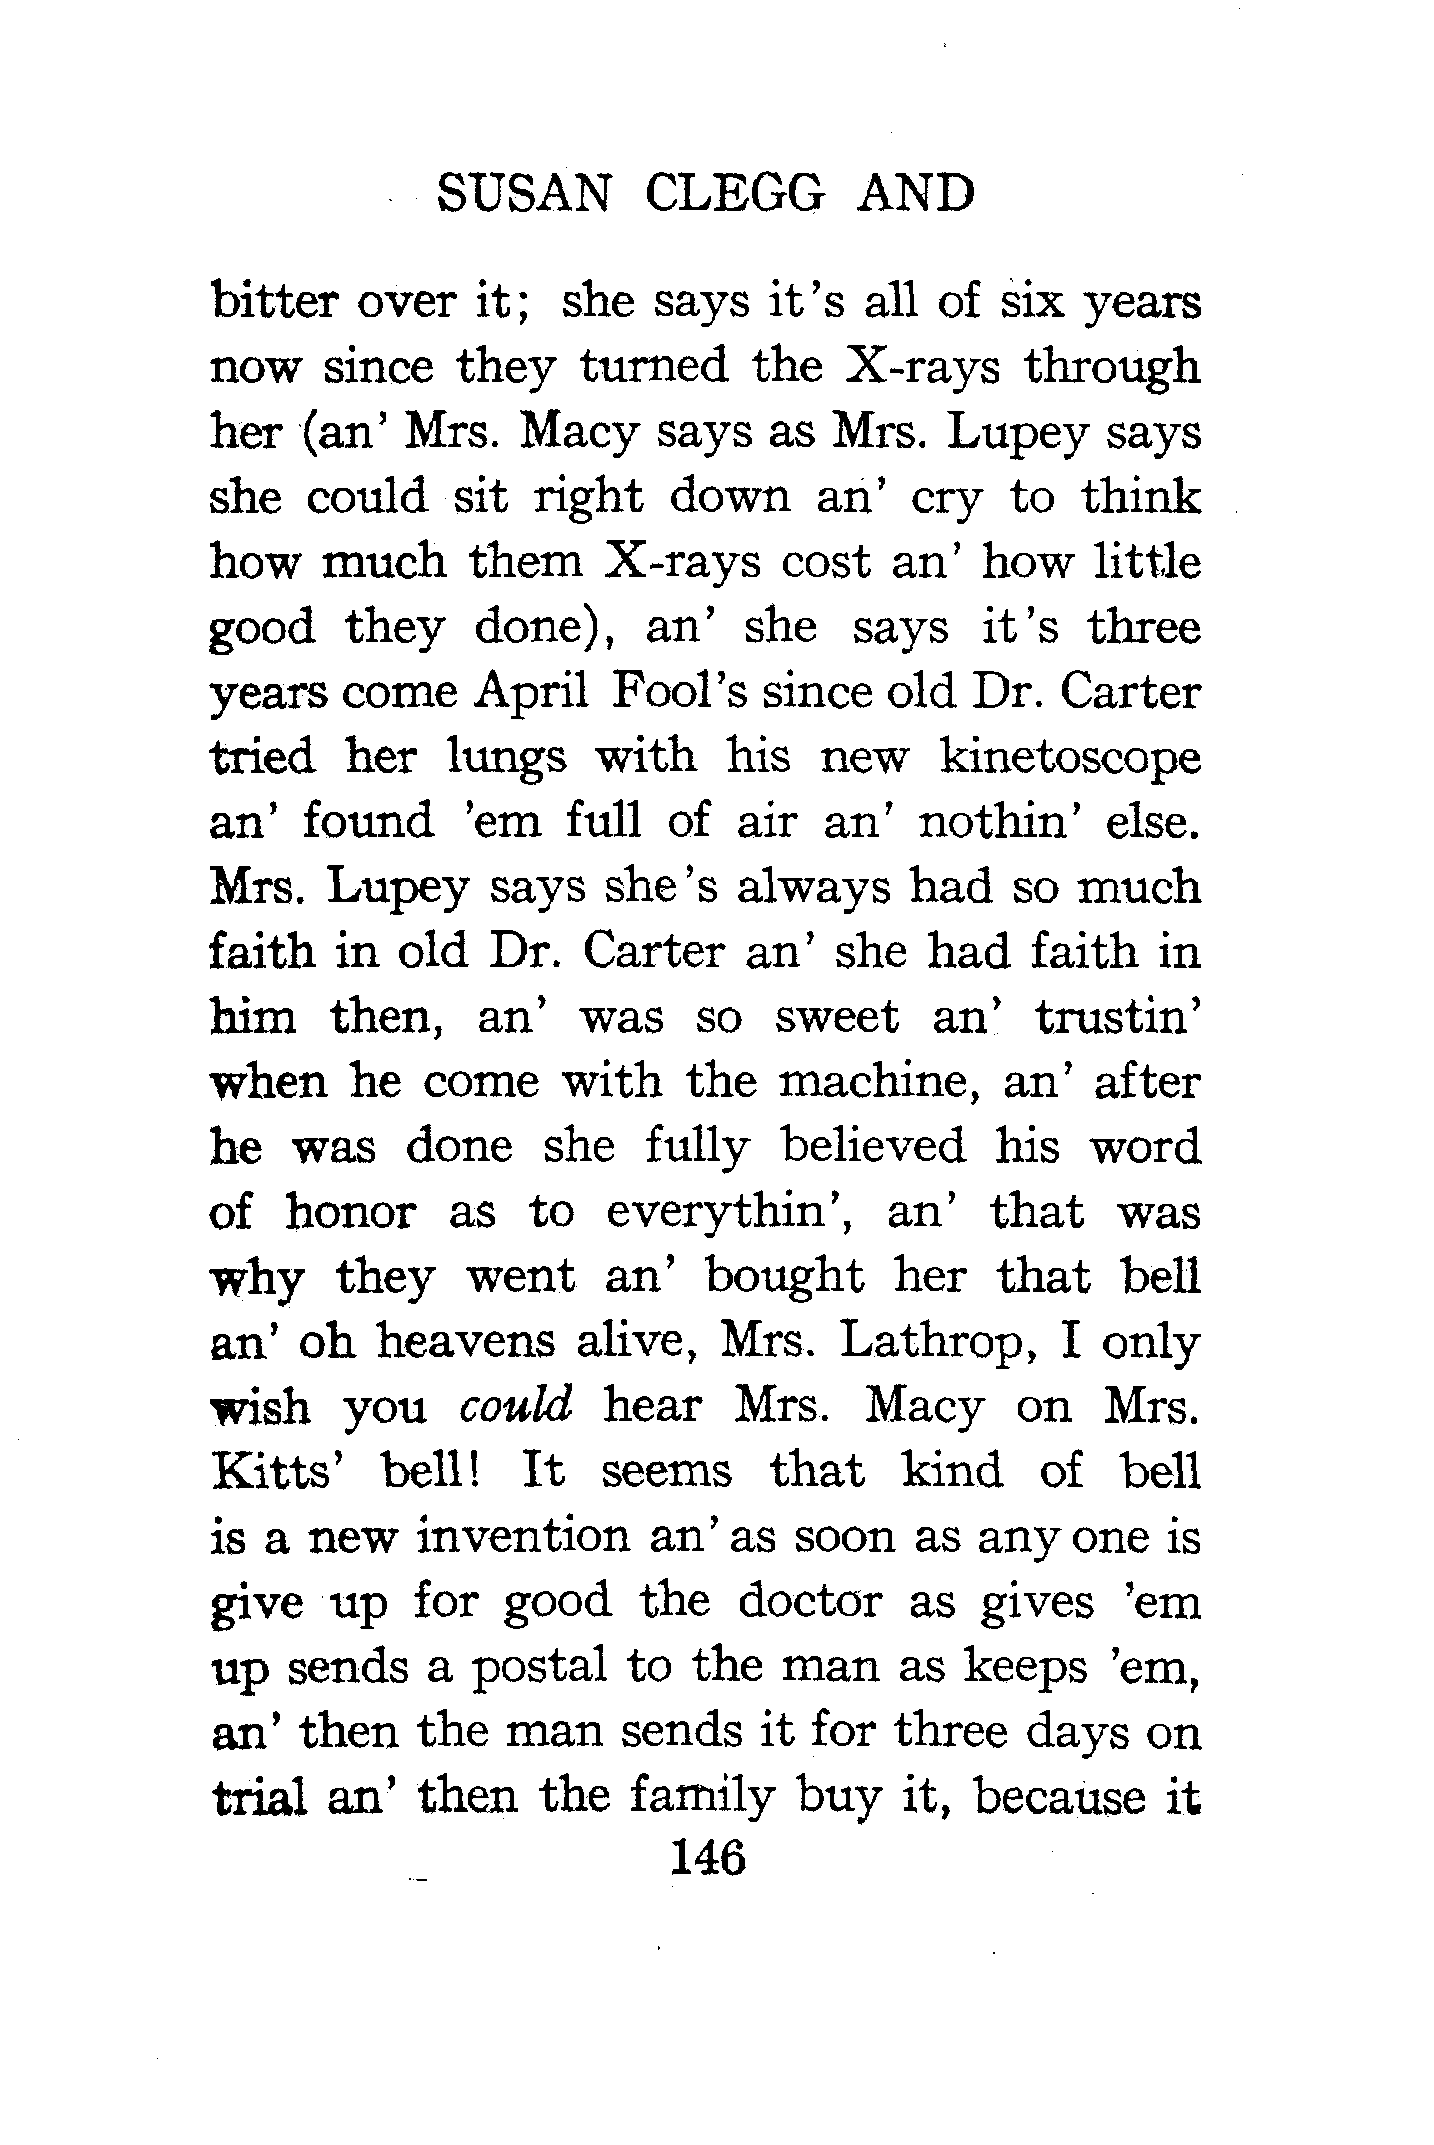 SUSAN CLEGG AND
bitter over it; she says it's all of six years
now since they turned the X-rays through
her (an' Mrs. Macy says as Mrs. Lupey says
she could sit right down an' cry to think
how much them X-rays cost an' how little
good they done), an' she says it's three
years come April Fool's since old Dr. Carter
tried her lungs with his new kinetoscope
an' found 'em full of air an' nothin' else.
Mrs. Lupey says she's always had so much
faith in old Dr. Carter an' she had faith in
him then, an' was so sweet an' trustin'
when he come with the machine, an' after
he was done she fully believed his word
of honor as to everythin', an' that was
why they went an' bought her that bell
an' oh heavens alive, Mrs. Lathrop, I only
wish you could hear Mrs. Macy on Mrs.
Kitts' bell! It seems that kind of bell
is a new invention an' as soon as any one is
give up for good the doctor as gives 'em
up sends a postal to the man as keeps 'em,
an' then the man sends it for three days on
trial an' then the family buy it, because it
146